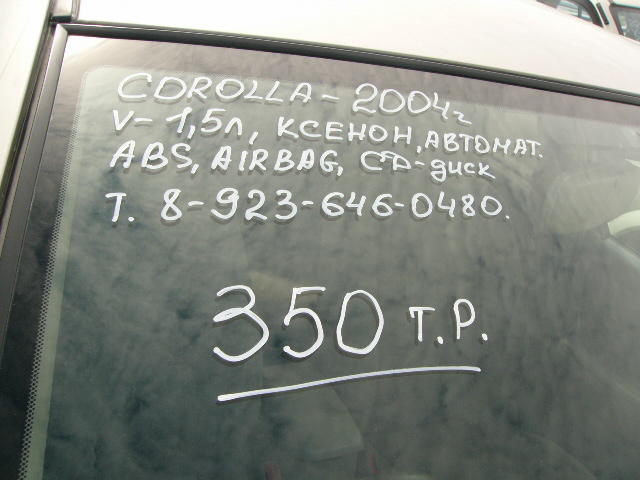 COROLLA - 2004г
V- 1,5л, КСЕНОН, АВТОМАТ.
ABS, AIRBAG, CD-диск
Т. 8-923-646-0480.
350 Т.Р.